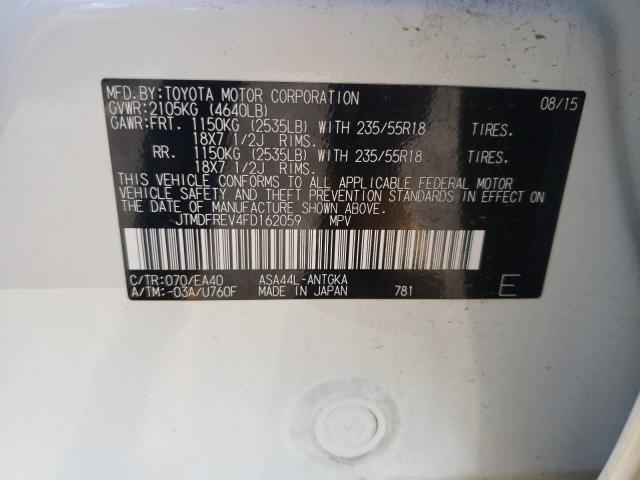 MFD.BY:TOYOTA MOTOR CORPORATION 08/15
GVWR:2105KG (4640LB)
GAWR:FRT. 1150KG (2535LB) WITH 235/55R18 TIRES.
18X7 1/2J RIMS.
RR. 1150KG (2535LB) WITH 235/55R18 TIRES.
18X7 1/2J RIMS.
THIS VEHICLE CONFORMS TO ALL APPLICABLE FEDERAL MOTOR
VEHICLE SAFETY AND THEFT PREVENTION STANDARDS IN EFFECT ON
THE DATE OF MANUFACTURE SHOWN ABOVE.
JTMDFREV4FD162059 MPV
C/TR:070/EA40 ASA44L-ANTGKA
A/TM:-03A/U760F MADE IN JAPAN 781 E